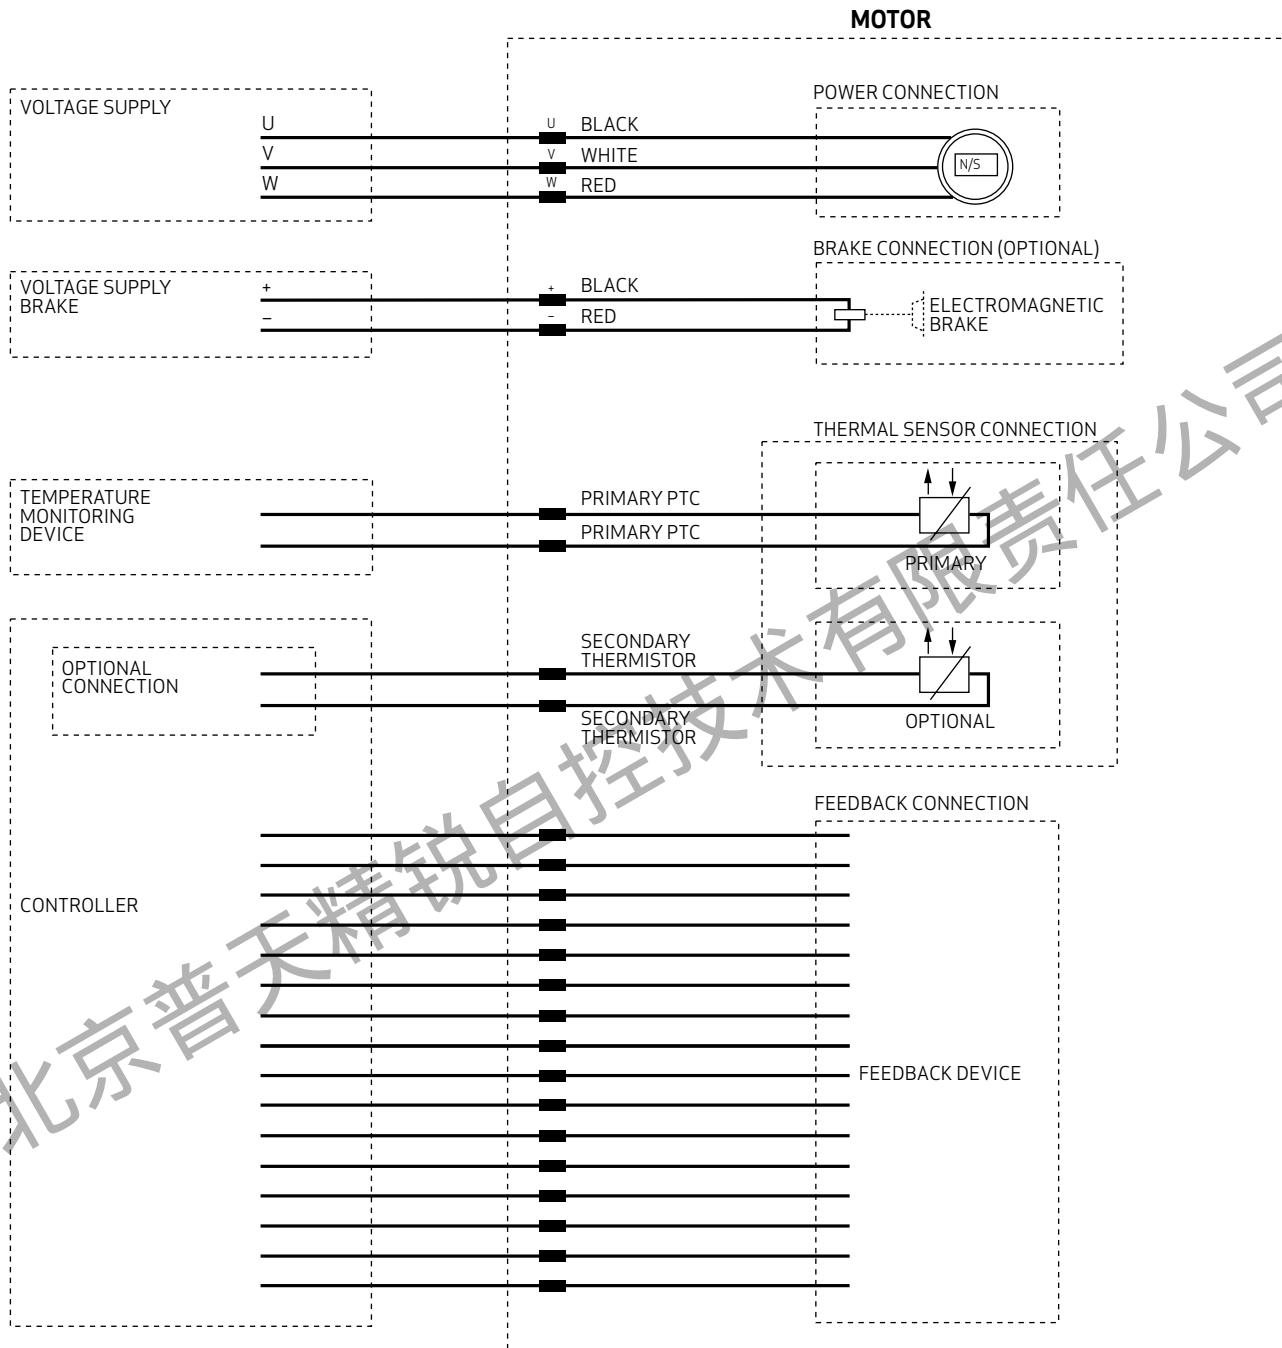 MOTOR
VOLTAGE SUPPLY
U
V
W
U
V
W
BLACK
WHITE
RED
POWER CONNECTION
N/S
VOLTAGE SUPPLY
BRAKE
+
–
+
–
BLACK
RED
BRAKE CONNECTION (OPTIONAL)
ELECTROMAGNETIC
BRAKE
THERMAL SENSOR CONNECTION
TEMPERATURE
MONITORING
DEVICE
PRIMARY PTC
PRIMARY PTC
PRIMARY
OPTIONAL
CONNECTION
SECONDARY
THERMISTOR
SECONDARY
THERMISTOR
OPTIONAL
FEEDBACK CONNECTION
CONTROLLER
FEEDBACK DEVICE
北京普天精锐自控技术有限责任公司